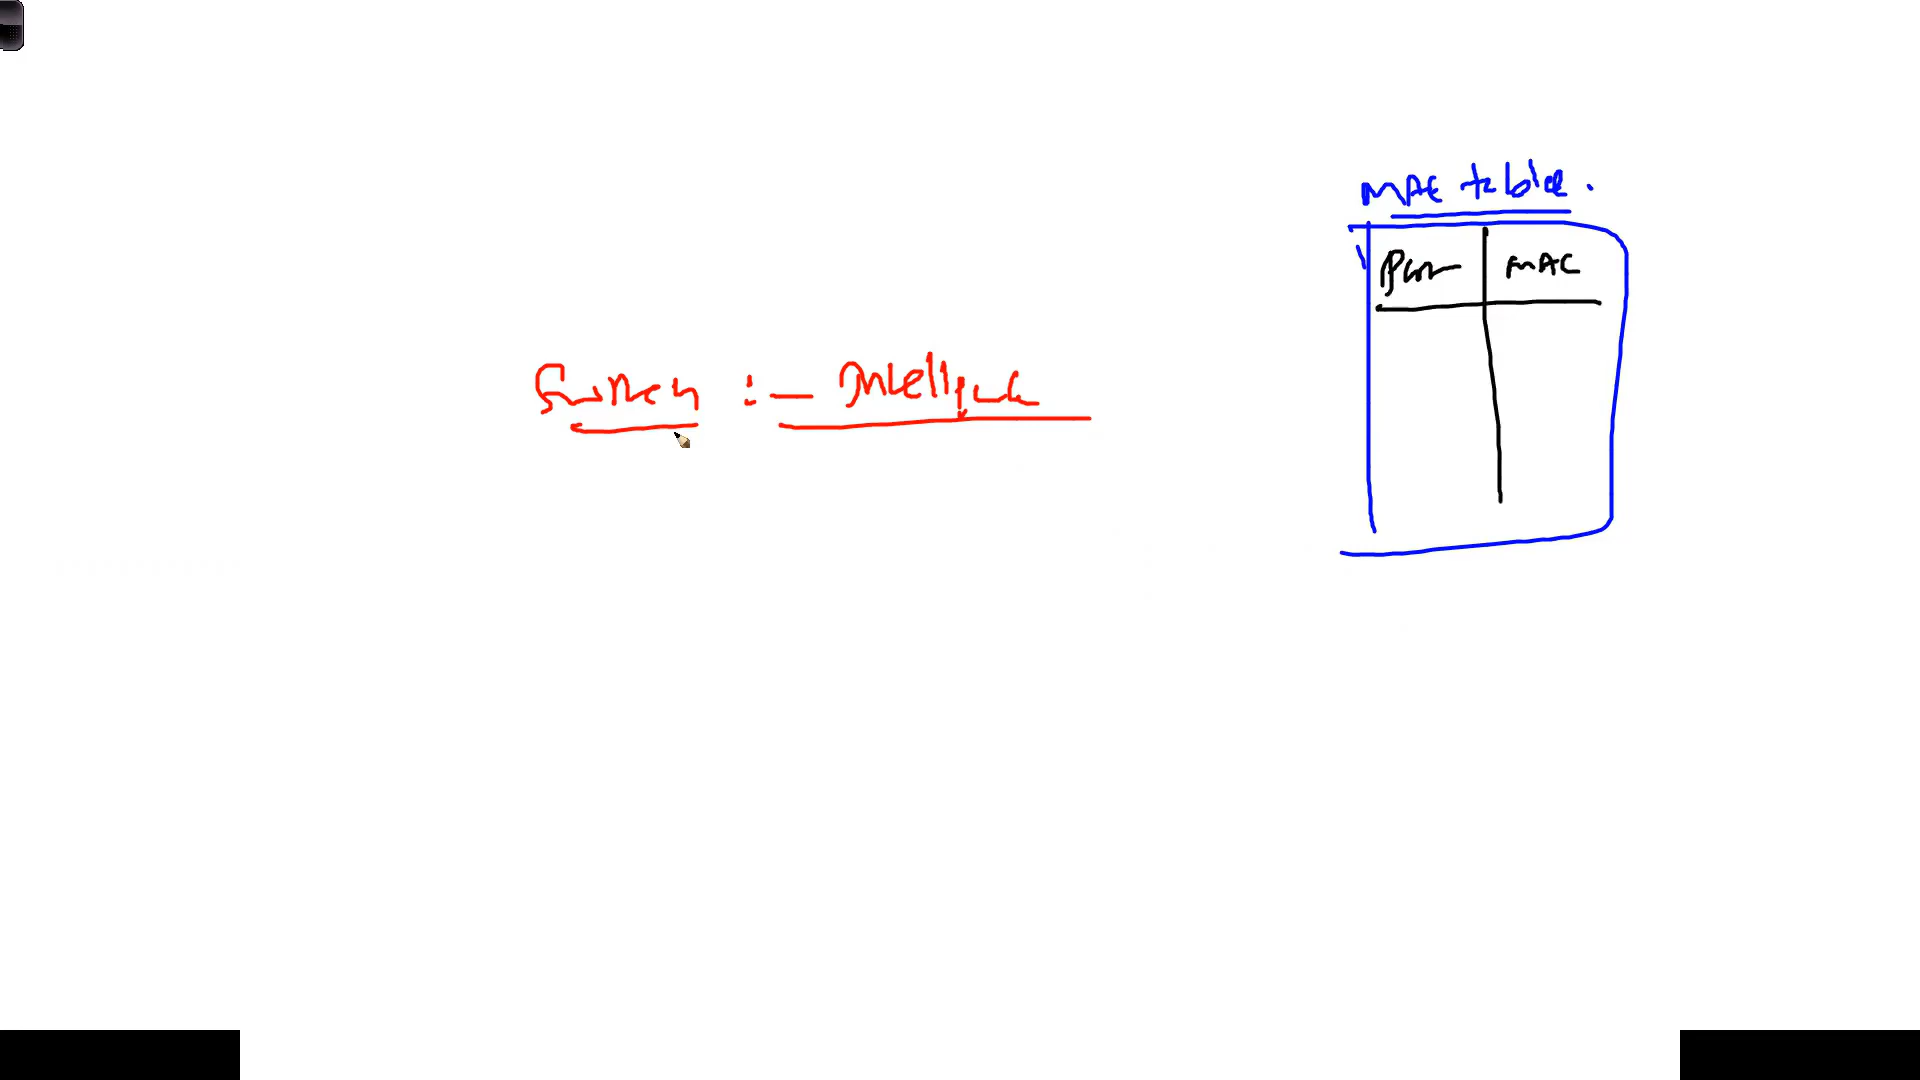 MAC table.
Port MAC
Switch :- Intelligent